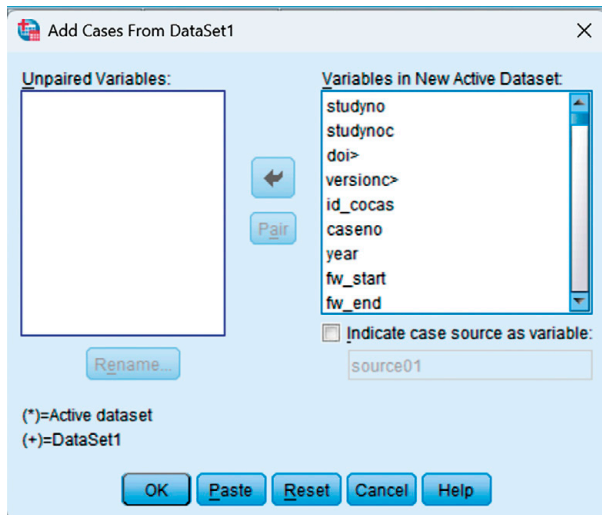 Add Cases From DataSet1
Unpaired Variables:
Variables in New Active Dataset:
studyno
studynoc
doi>
versionc>
id_cocas
caseno
year
fw_start
fw_end
Pair
Indicate case source as variable:
source01
Rename...
(*)=Active dataset
(+)=DataSet1
OK Paste Reset Cancel Help